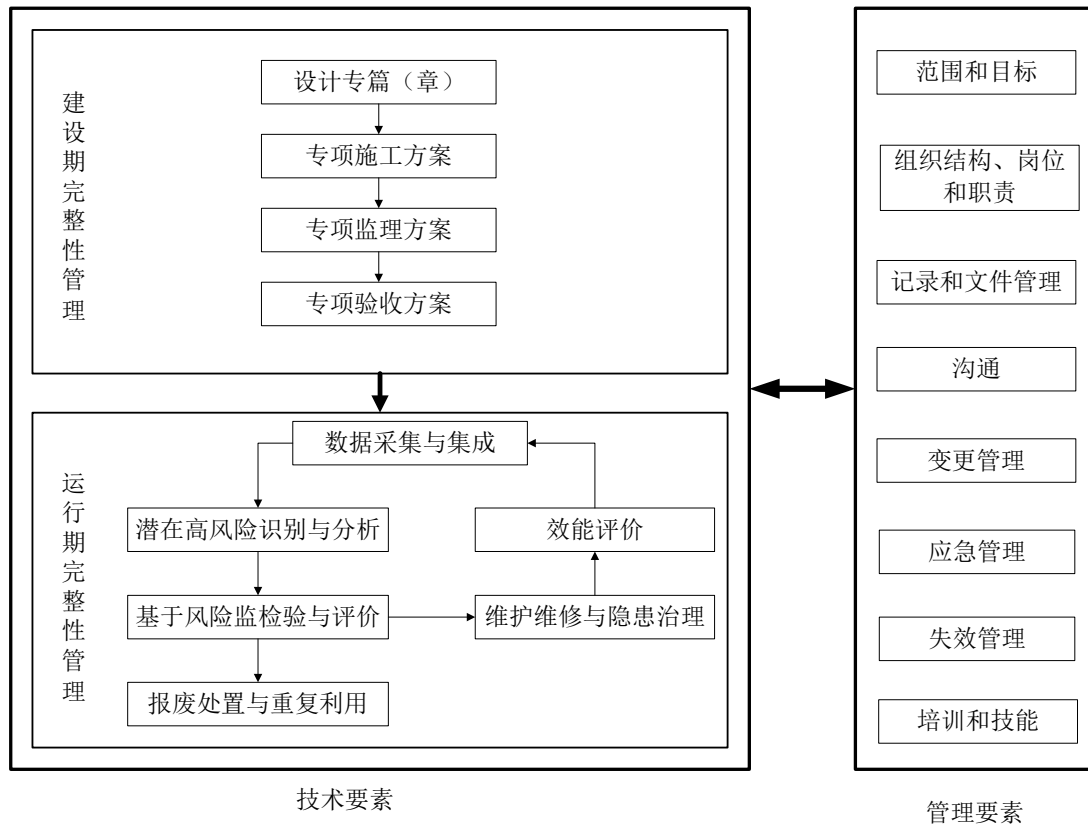 建设期完整性管理
设计专篇（章）
专项施工方案
专项监理方案
专项验收方案
运行期完整性管理
数据采集与集成
潜在高风险识别与分析
效能评价
基于风险监检验与评价
维护维修与隐患治理
报废处置与重复利用
技术要素
范围和目标
组织结构、岗位
和职责
记录和文件管理
沟通
变更管理
应急管理
失效管理
培训和技能
管理要素